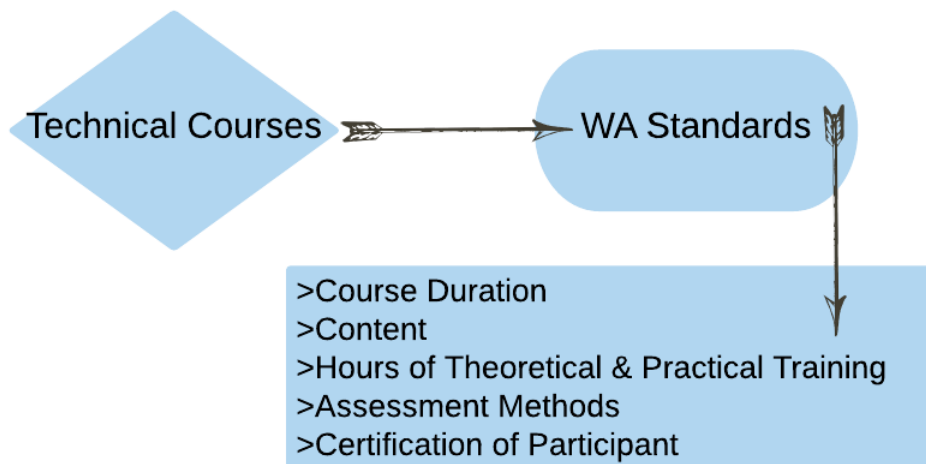 Technical Courses
WA Standards
>Course Duration
>Content
>Hours of Theoretical & Practical Training
>Assessment Methods
>Certification of Participant